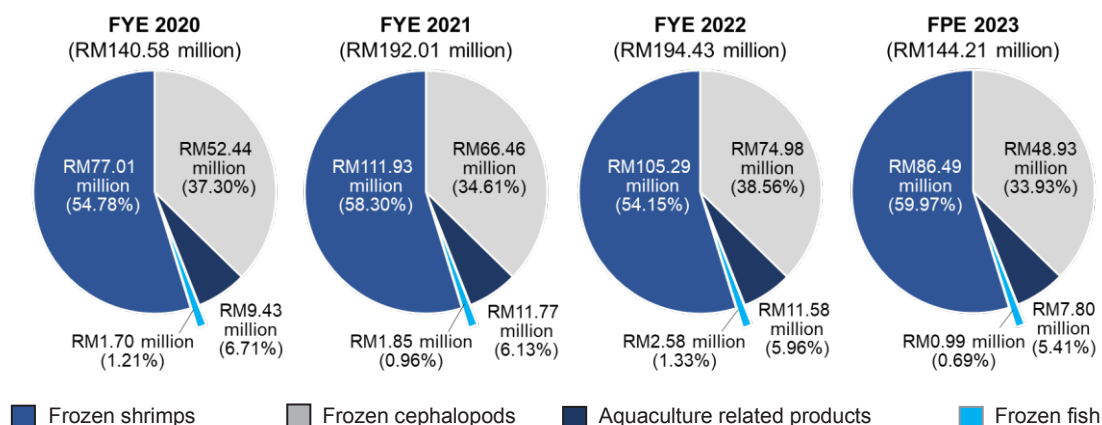 FYE 2020
(RM140.58 million)
RM77.01
million
(54.78%)
RM52.44
million
(37.30%)
RM9.43
million
(6.71%)
RM1.70 million
(1.21%)
FYE 2021
(RM192.01 million)
RM111.93
million
(58.30%)
RM66.46
million
(34.61%)
RM11.77
million
(6.13%)
RM1.85 million
(0.96%)
FYE 2022
(RM194.43 million)
RM105.29
million
(54.15%)
RM74.98
million
(38.56%)
RM11.58
million
(5.96%)
RM2.58 million
(1.33%)
FPE 2023
(RM144.21 million)
RM86.49
million
(59.97%)
RM48.93
million
(33.93%)
RM7.80
million
(5.41%)
RM0.99 million
(0.69%)
Frozen shrimps
Frozen cephalopods
Aquaculture related products
Frozen fish